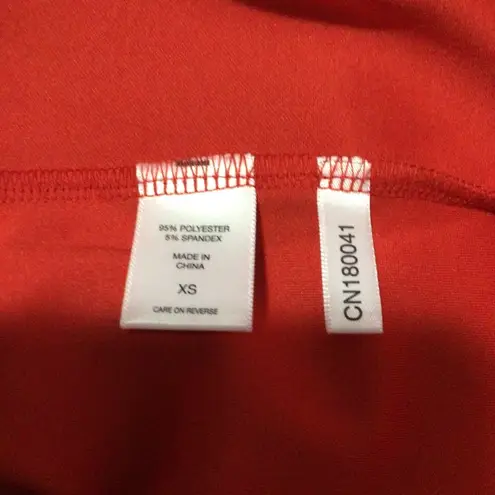 95% POLYESTER
5% SPANDEX
MADE IN
CHINA
XS
CARE ON REVERSE
CN180041